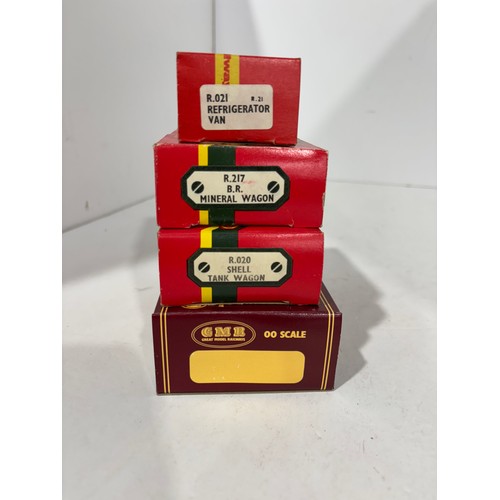 R.021 R.21
REFRIGERATOR
VAN
R.217
B.R.
MINERAL WAGON
R.020
SHELL
TANK WAGON
GMR
GREAT MODEL RAILWAYS
OO SCALE